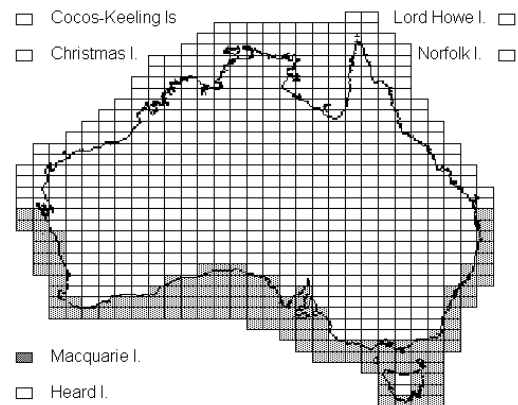 Cocos-Keeling Is
Lord Howe I.
Christmas I.
Norfolk I.
Macquarie I.
Heard I.